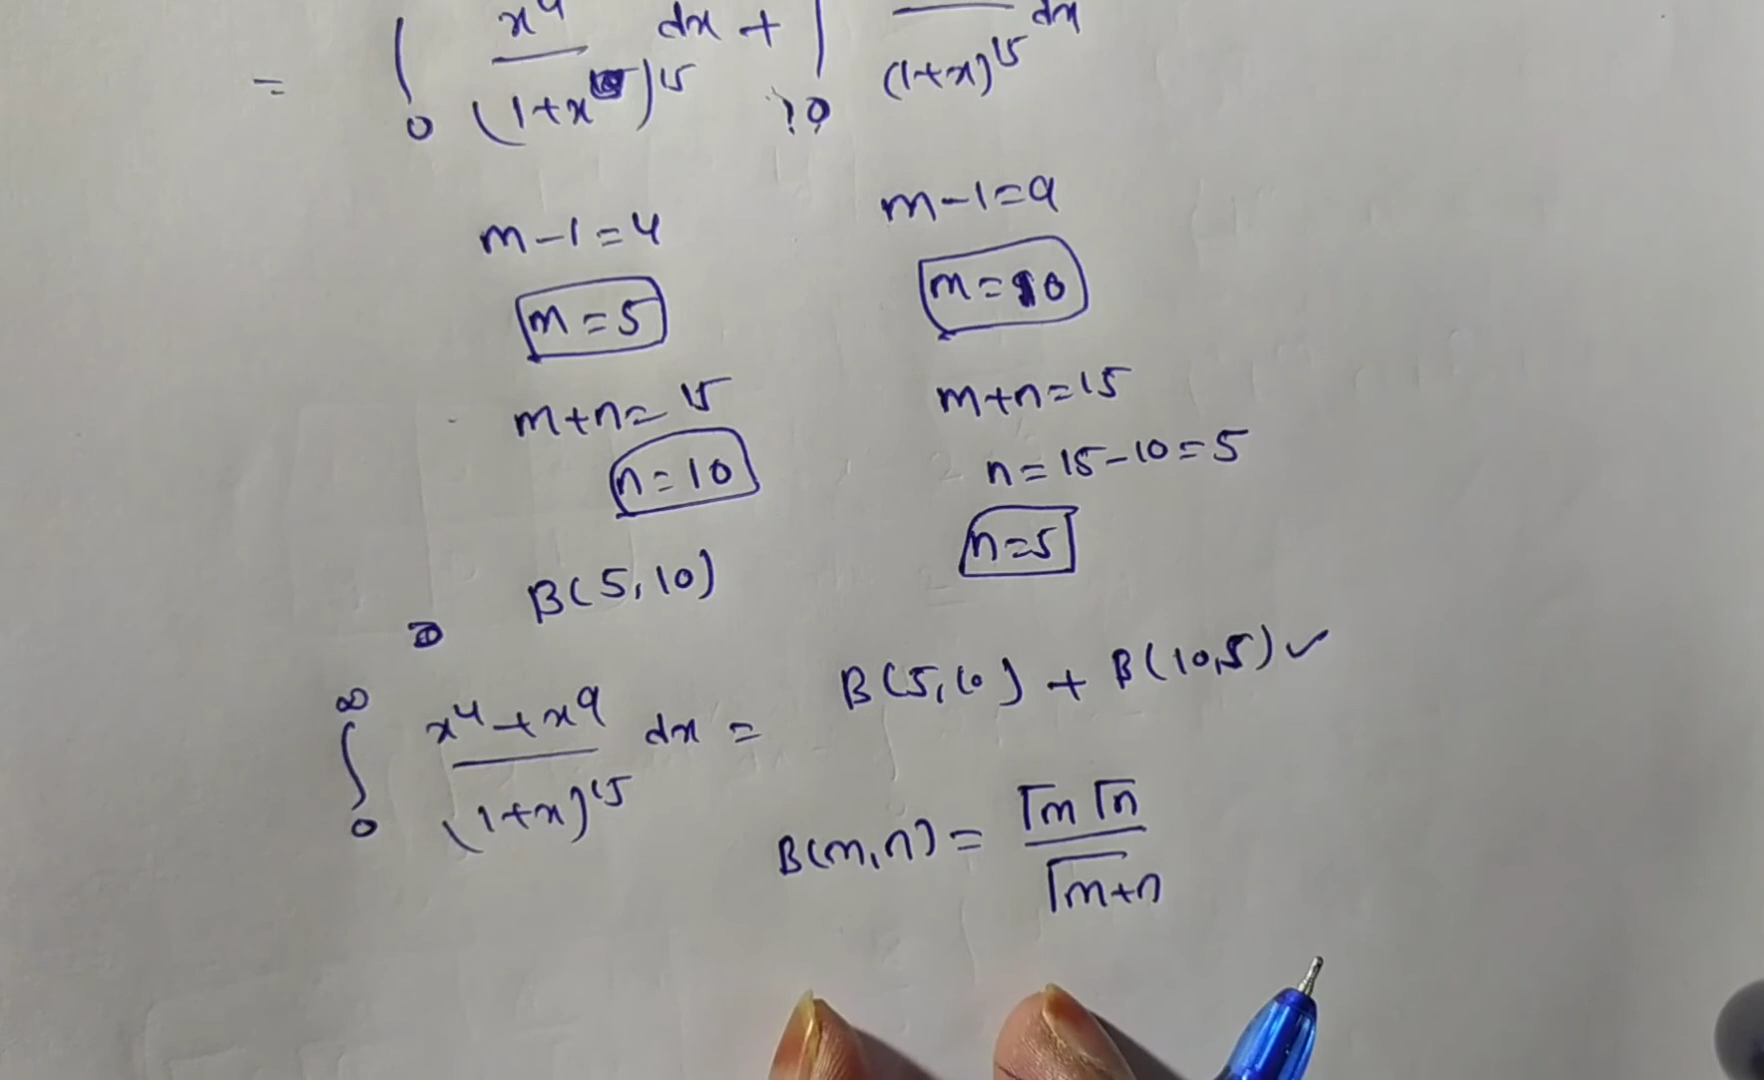 = ∫₀ x⁴/(1+x)¹⁵ dx + ∫₀ /(1+x)¹⁵ dx
m-1=4
m=5
m+n=15
n=10
B(5,10)
m-1=9
m=10
m+n=15
n=15-10=5
n=5
∫₀^∞ x⁴+x⁹/(1+x)¹⁵ dx = B(5,10) + B(10,5) ✓
B(m,n) = Γm Γn/Γm+n